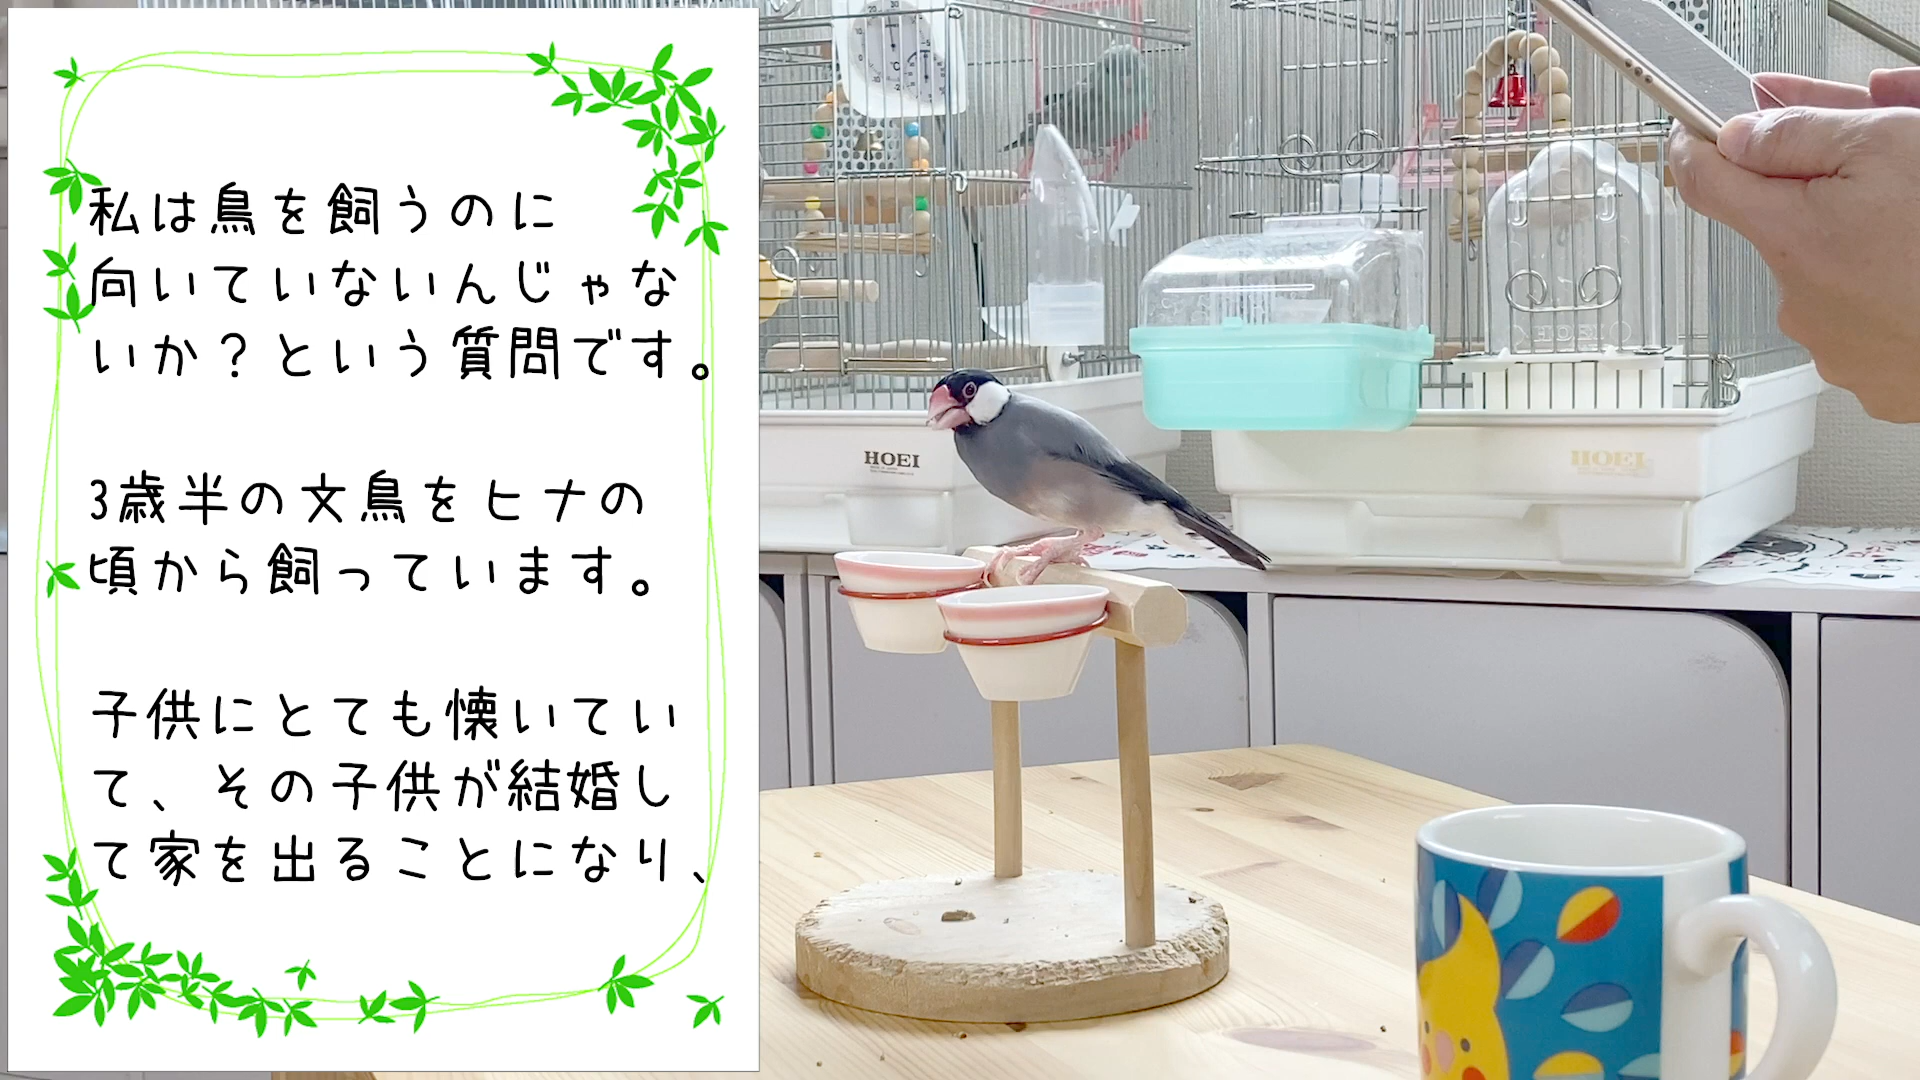 私は鳥を飼うのに
向いていないんじゃな
いか？という質問です。
3歳半の文鳥をヒナの
頃から飼っています。
子供にとても懐いてい
て、その子供が結婚し
て家を出ることになり、
HOEI
HOEI
HOEI